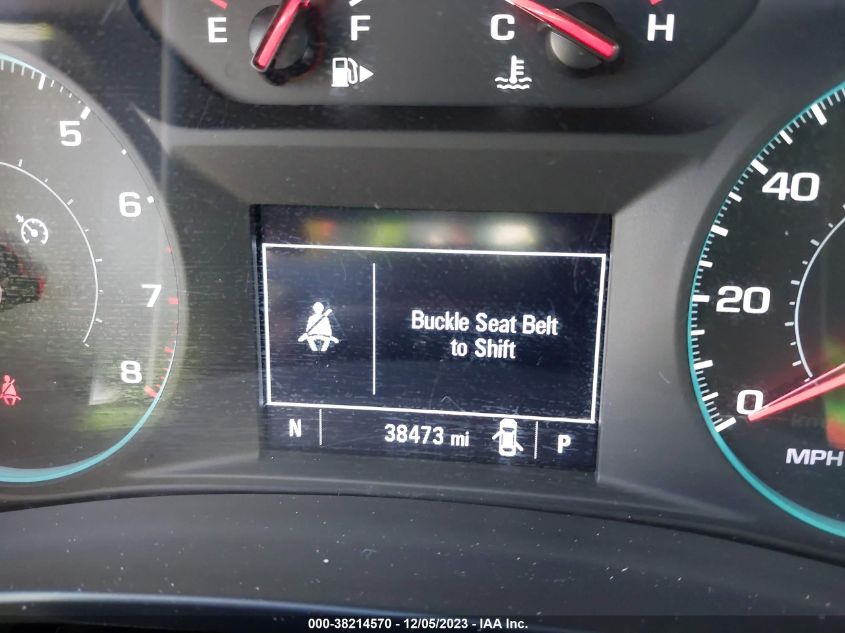 E F C H
5
6
7
8
40
20
0
MPH
Buckle Seat Belt
to Shift
N 38473 mi P
000-38214570 - 12/05/2023 - IAA Inc.